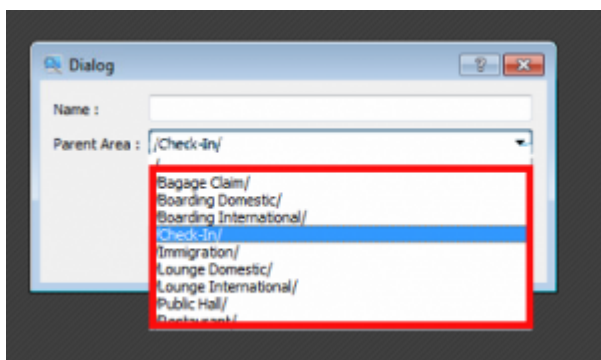 Dialog
Name :
Parent Area : /Check-In/
/
/Bagage Claim/
/Boarding Domestic/
/Boarding International/
/Check-In/
/Immigration/
/Lounge Domestic/
/Lounge International/
/Public Hall/
/Restaurant/